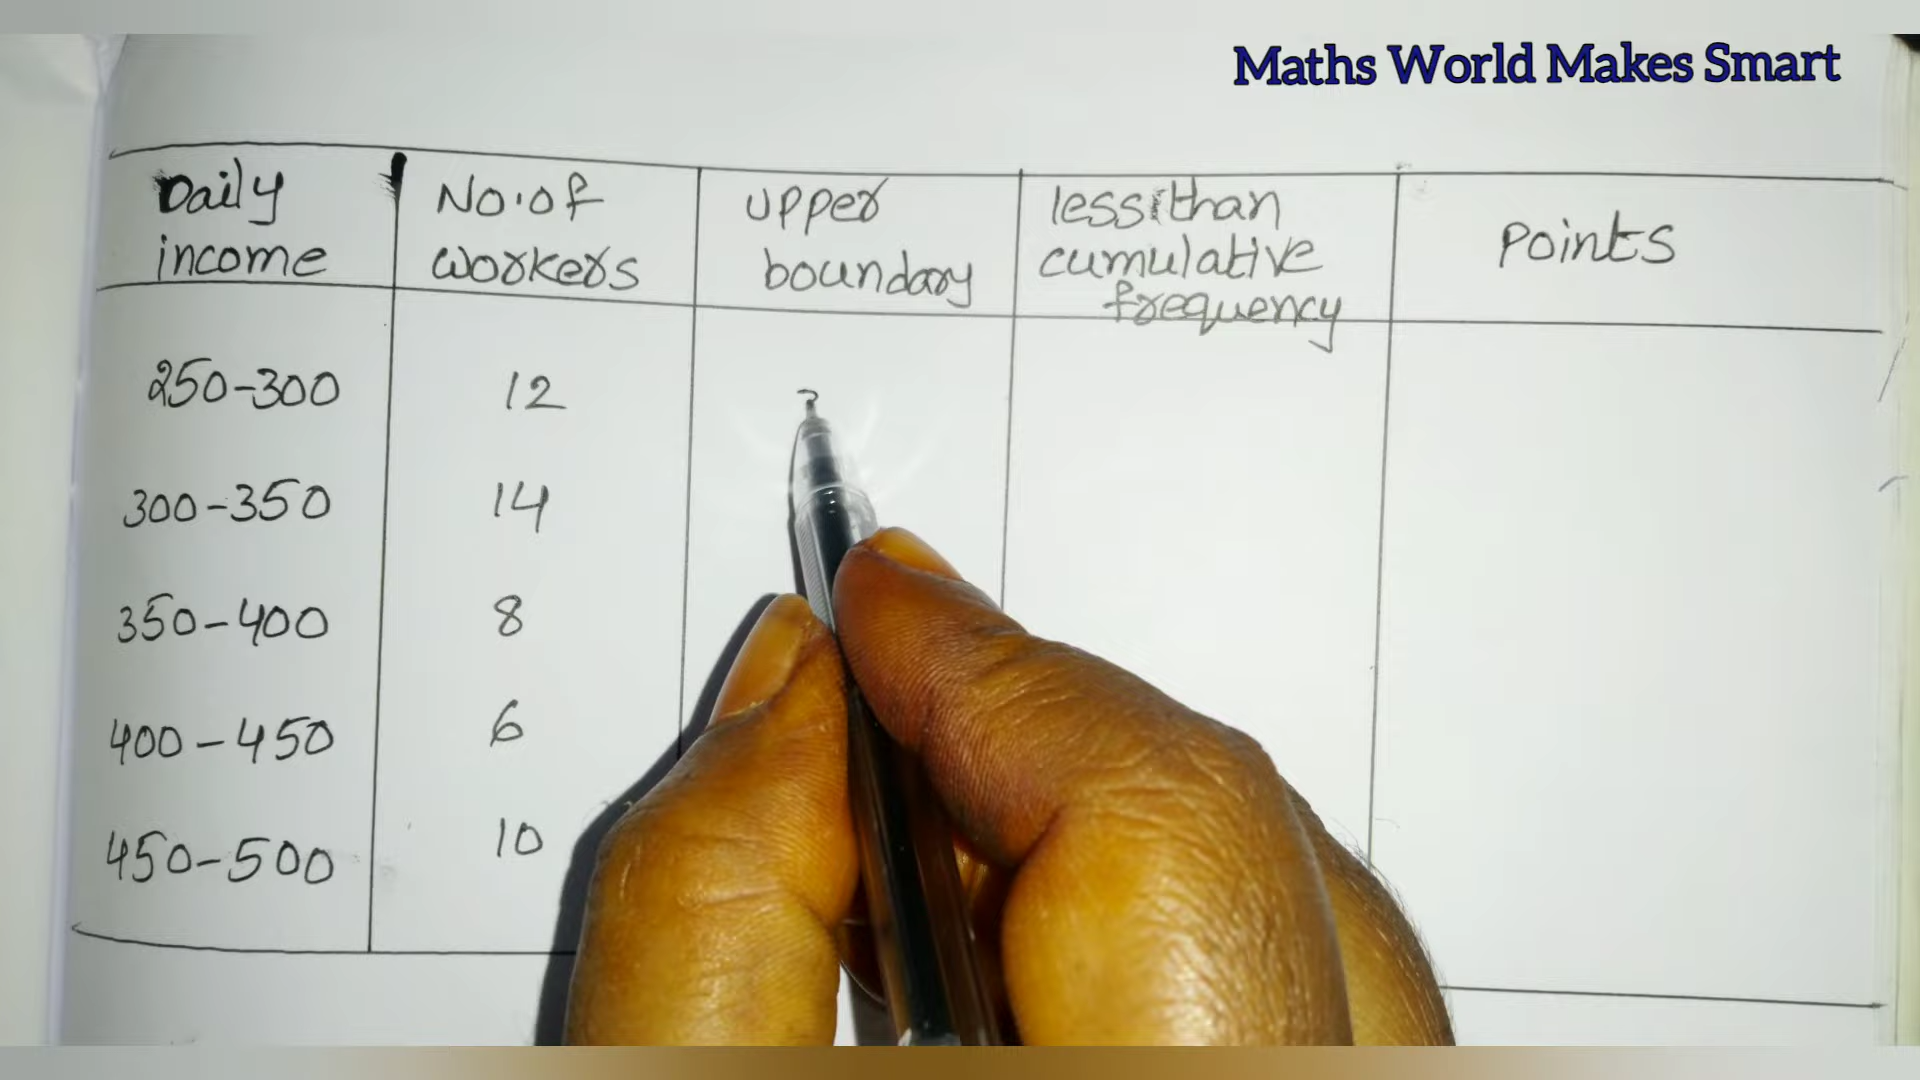 Maths World Makes Smart
Daily income
No. of workers
upper boundary
less than cumulative frequency
Points
250-300 12
300-350 14
350-400 8
400-450 6
450-500 10